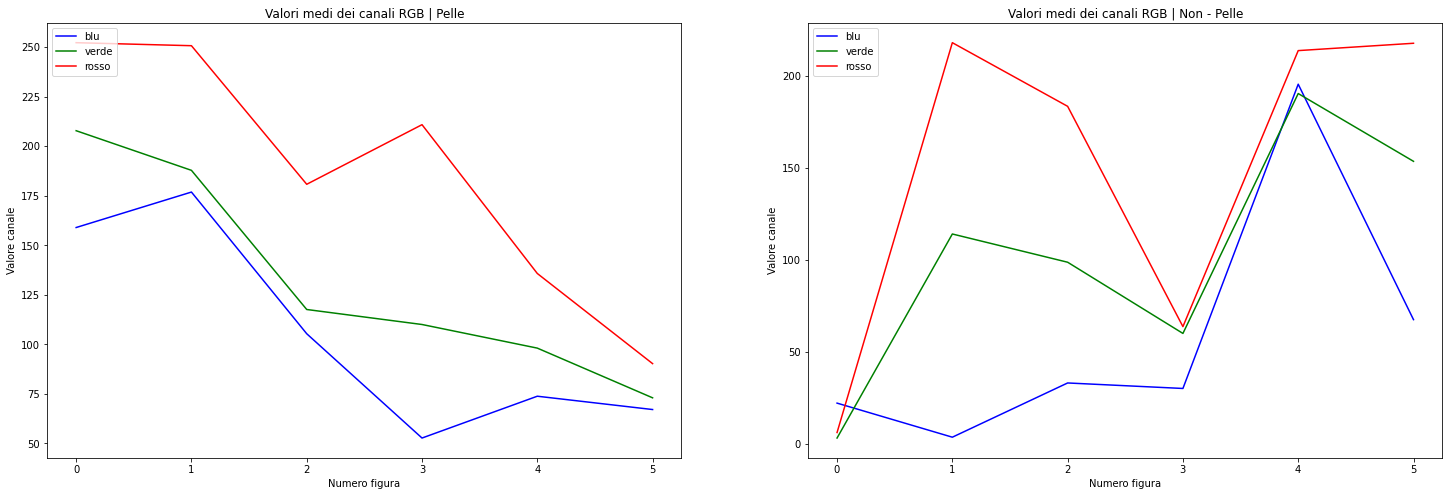 Valori medi dei canali RGB | Pelle
blu
verde
rosso
250
225
200
175
150
125
100
75
50
Valore canale
0 1 2 3 4 5
Numero figura
Valori medi dei canali RGB | Non - Pelle
blu
verde
rosso
200
150
100
50
0
Valore canale
0 1 2 3 4 5
Numero figura